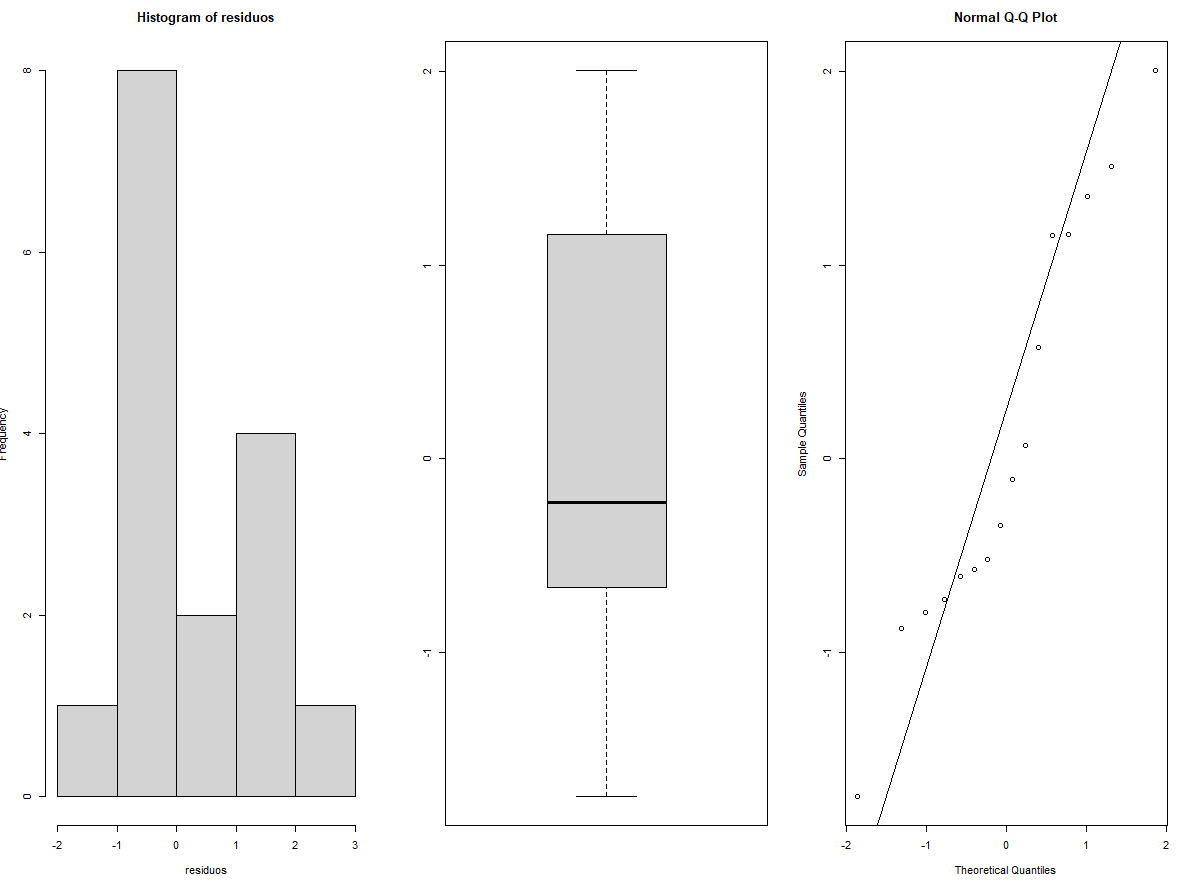 Histogram of residuos
Frequency
0 2 4 6 8
-2 -1 0 1 2 3
residuos
-1 0 1 2
Normal Q-Q Plot
Sample Quantiles
-1 0 1 2
-2 -1 0 1 2
Theoretical Quantiles